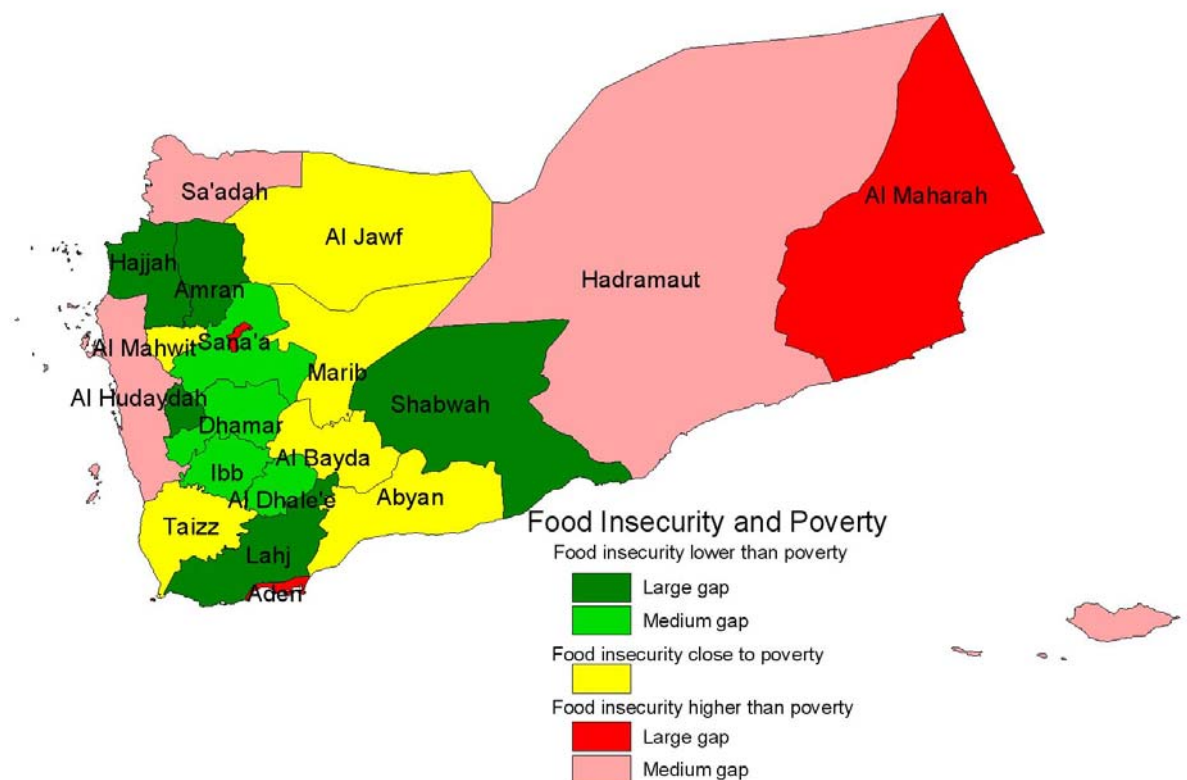 Sa'adah
Al Maharah
Al Jawf
Hajjah
Hadramaut
Amran
Sana'a
Al Mahwit
Marib
Al Hudaydah
Shabwah
Dhamar
Al Bayda
Ibb
Al Dhale'e
Abyan
Taizz
Lahj
Aden
Food Insecurity and Poverty
Food insecurity lower than poverty
Large gap
Medium gap
Food insecurity close to poverty
Food insecurity higher than poverty
Large gap
Medium gap